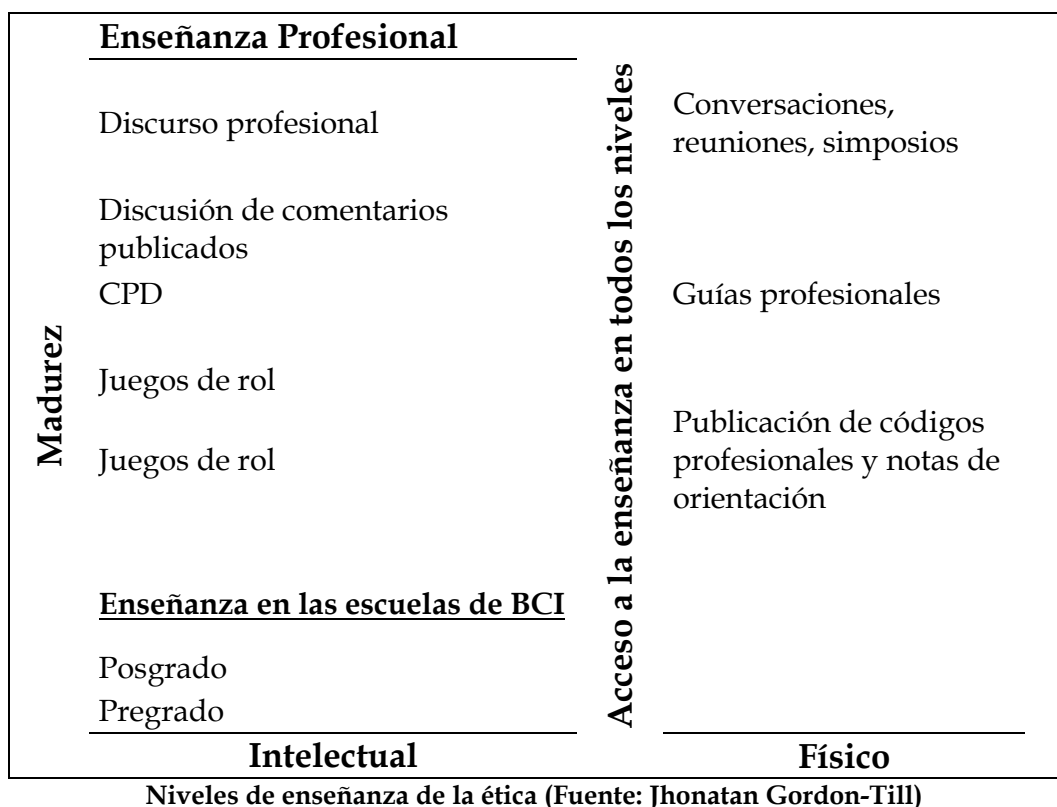 Enseñanza Profesional
Madurez
Discurso profesional
Discusión de comentarios
publicados
CPD
Juegos de rol
Juegos de rol
Enseñanza en las escuelas de BCI
Posgrado
Pregrado
Intelectual
Acceso a la enseñanza en todos los niveles
Conversaciones,
reuniones, simposios
Guías profesionales
Publicación de códigos
profesionales y notas de
orientación
Físico
Niveles de enseñanza de la ética (Fuente: Jhonatan Gordon-Till)